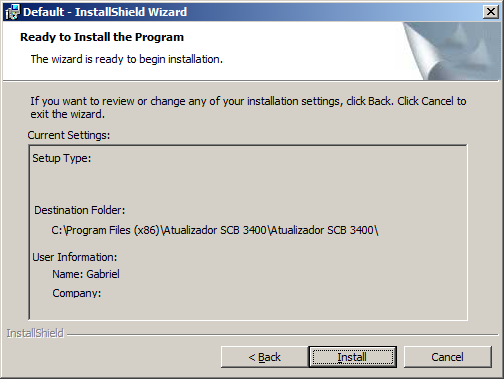 Default - InstallShield Wizard
Ready to Install the Program
The wizard is ready to begin installation.
If you want to review or change any of your installation settings, click Back. Click Cancel to
exit the wizard.
Current Settings:
Setup Type:
Destination Folder:
C:\Program Files (x86)\Atualizador SCB 3400\Atualizador SCB 3400\
User Information:
Name: Gabriel
Company:
InstallShield
< Back
Install
Cancel